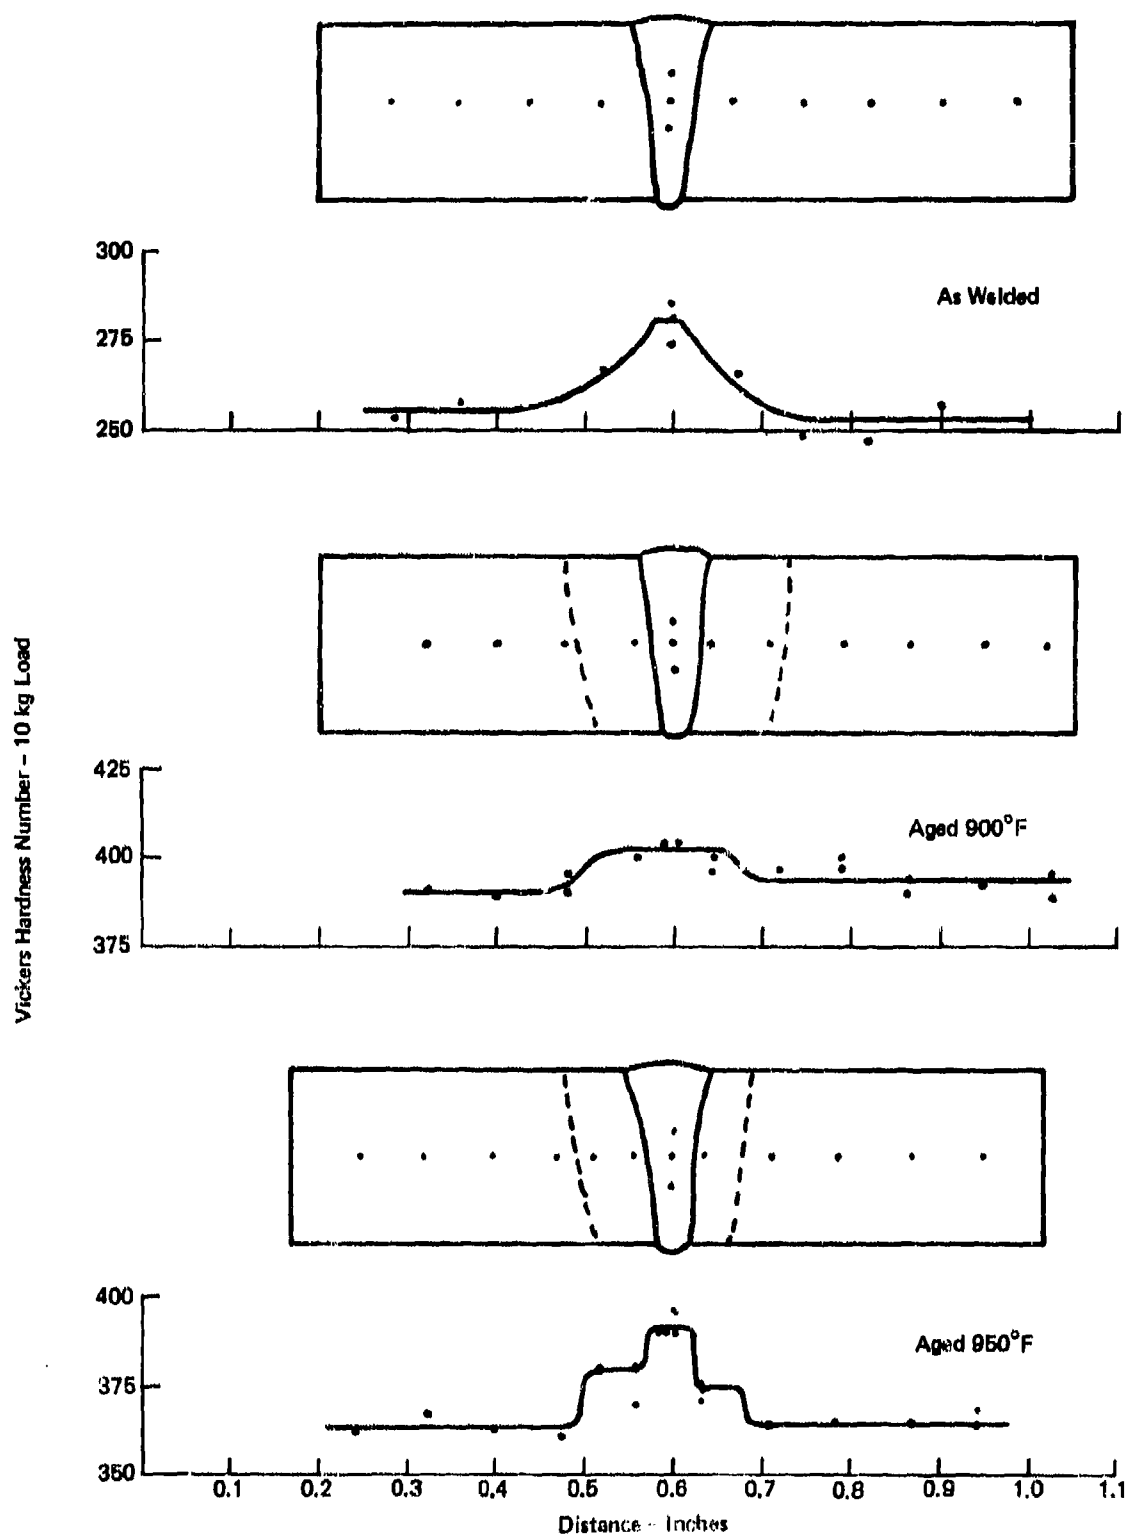 300
As Welded
275
250
Vickers Hardness Number – 10 kg Load
425
Aged 900°F
400
375
400
Aged 950°F
375
350
0.1 0.2 0.3 0.4 0.5 0.6 0.7 0.8 0.9 1.0 1.1
Distance – Inches